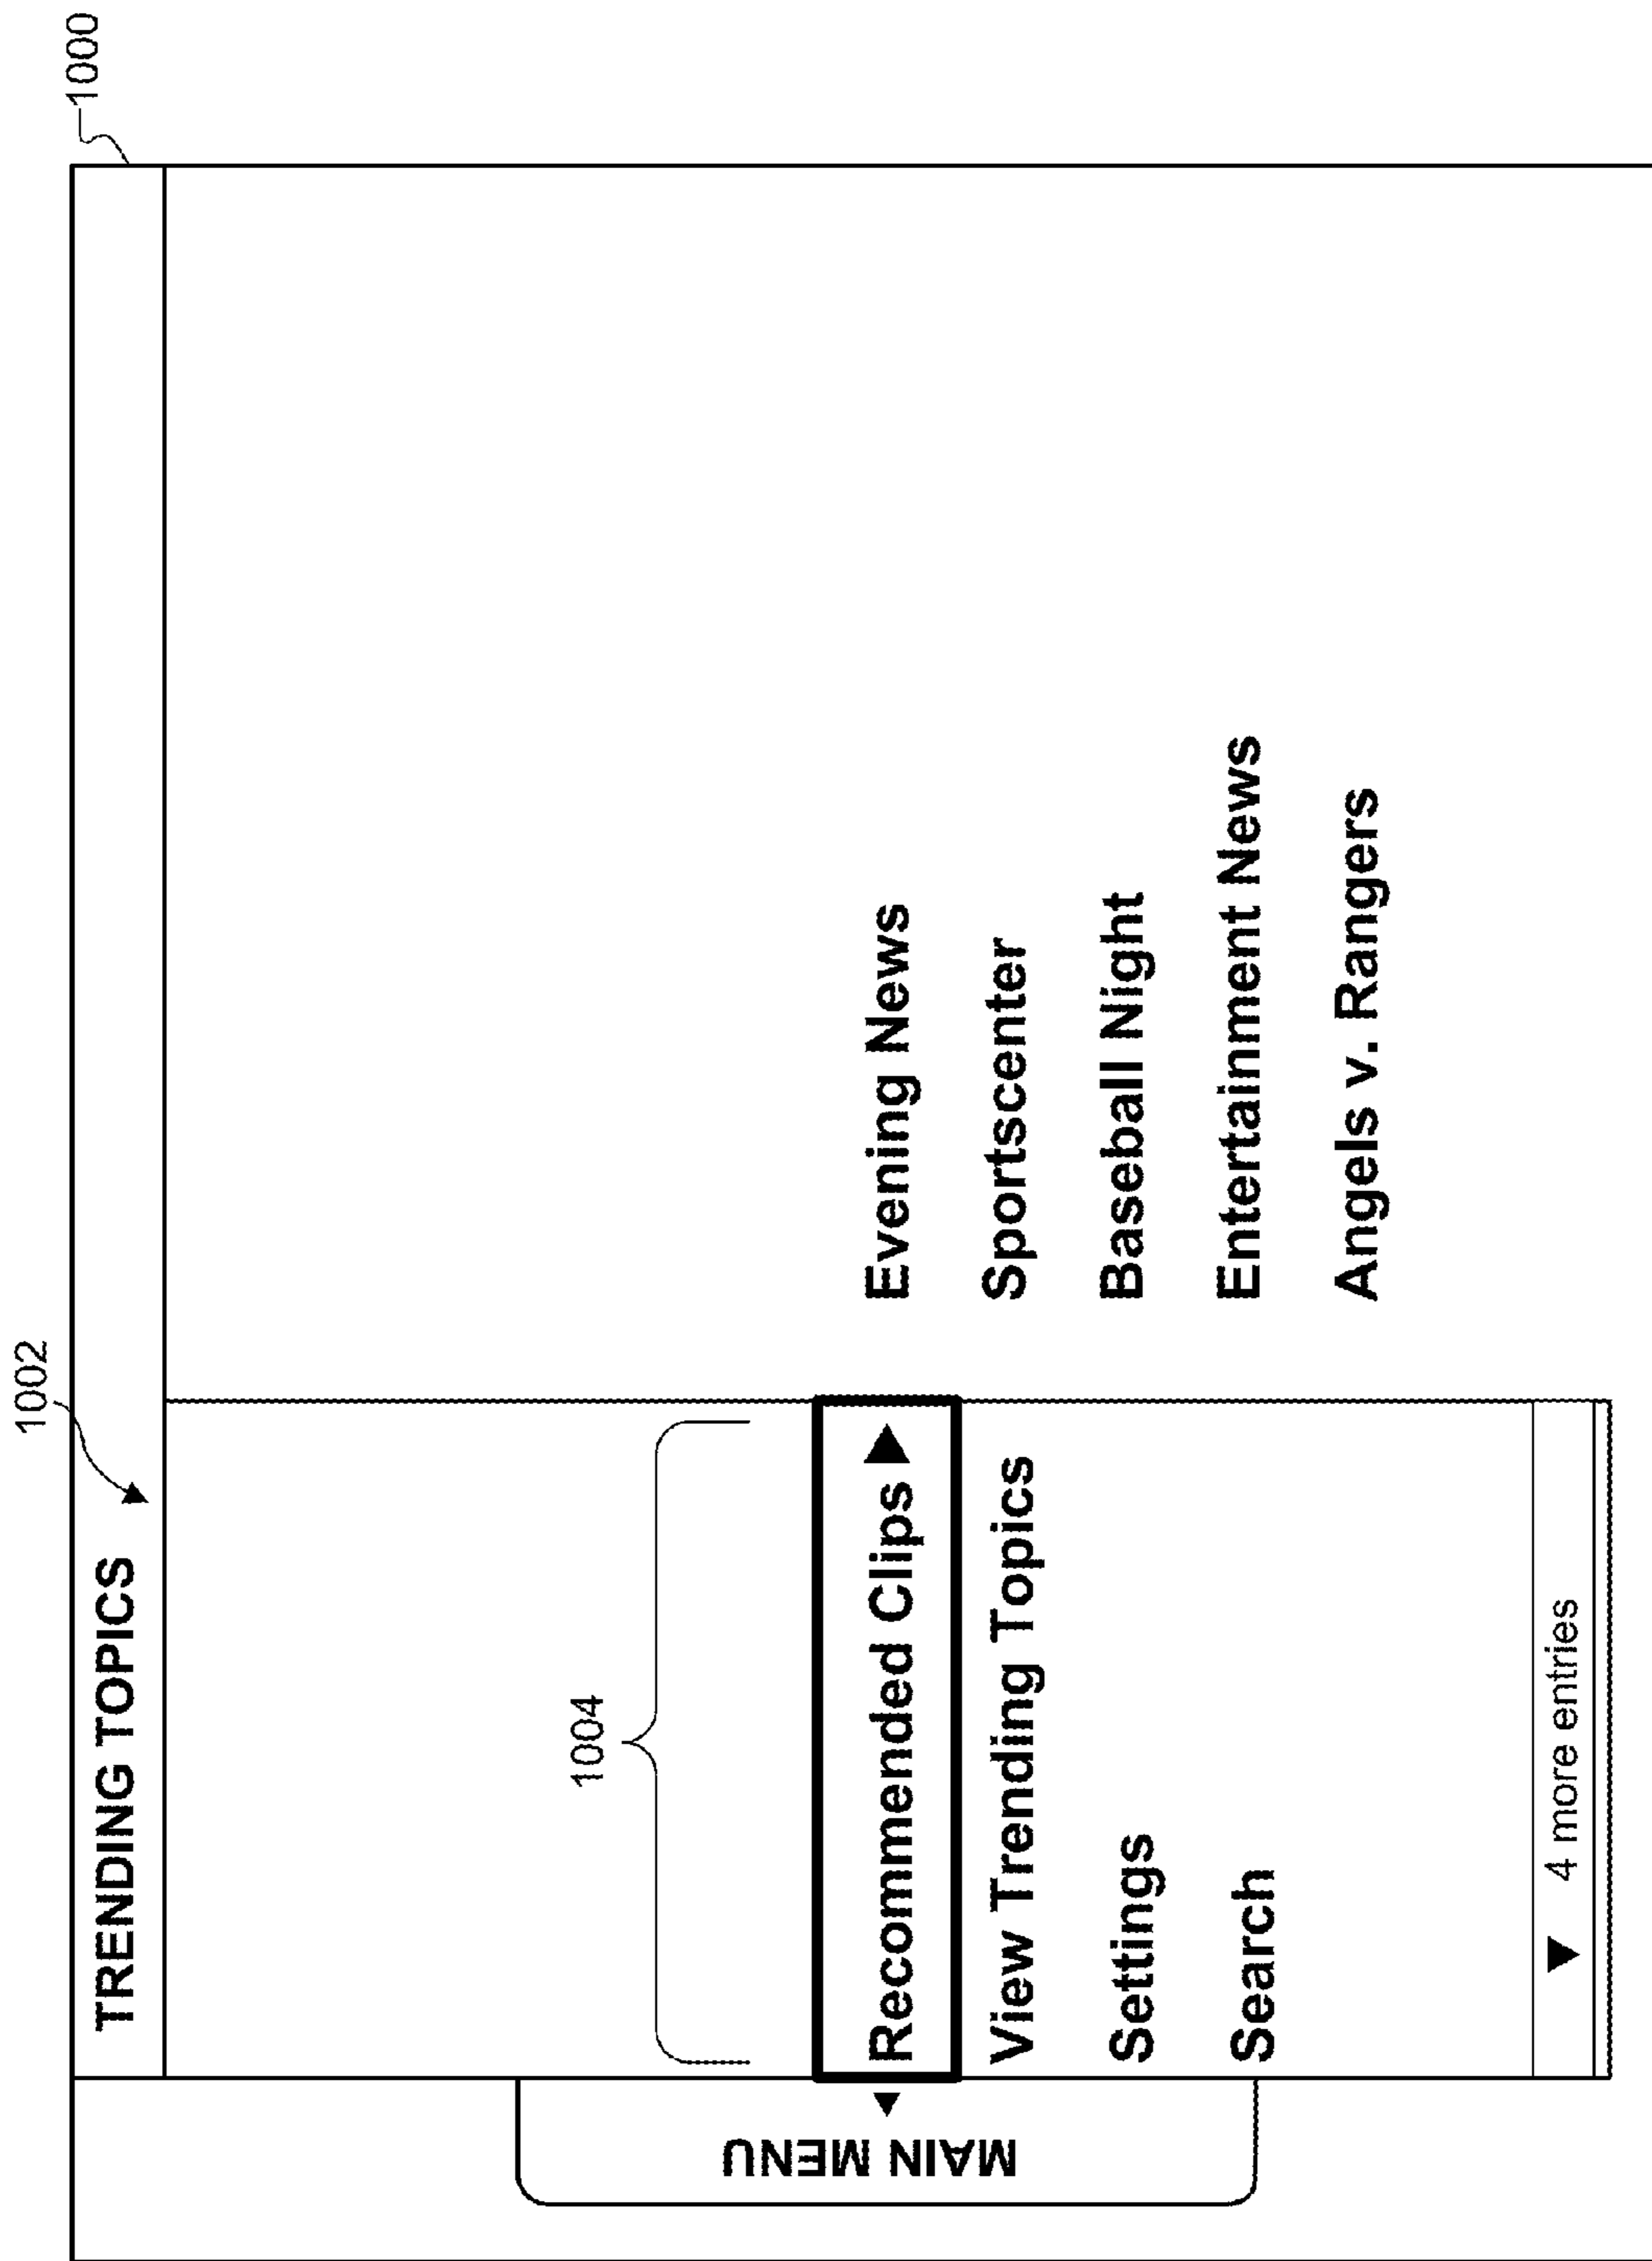 1002
1000
TRENDING TOPICS
1004
MAIN MENU
Recommended Clips
View Trending Topics
Settings
Search
4 more entries
Evening News
Sportscenter
Baseball Night
Entertainment News
Angels v. Rangers